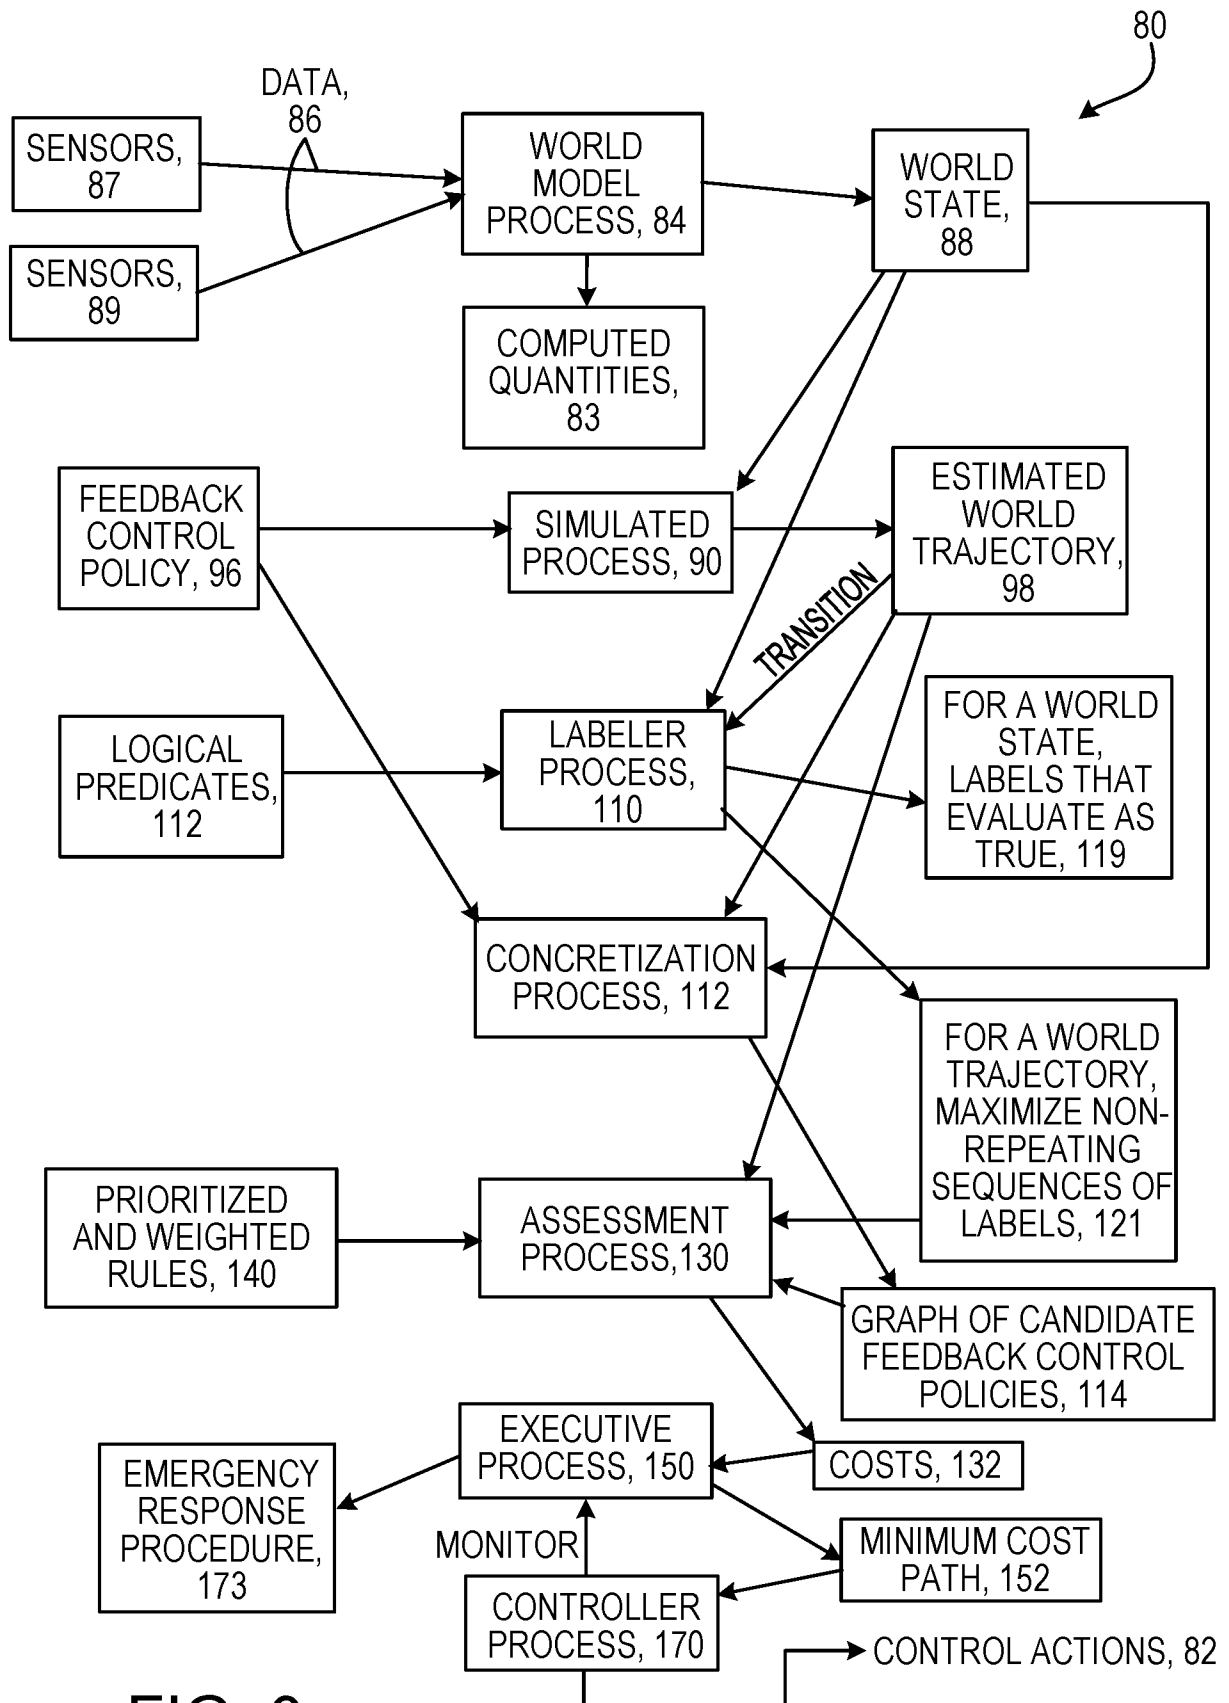 80
DATA,
86
SENSORS,
87
WORLD
MODEL
PROCESS, 84
WORLD
STATE,
88
SENSORS,
89
COMPUTED
QUANTITIES,
83
FEEDBACK
CONTROL
POLICY, 96
SIMULATED
PROCESS, 90
ESTIMATED
WORLD
TRAJECTORY,
98
TRANSITION
LOGICAL
PREDICATES,
112
LABELER
PROCESS,
110
FOR A WORLD
STATE,
LABELS THAT
EVALUATE AS
TRUE, 119
CONCRETIZATION
PROCESS, 112
FOR A WORLD
TRAJECTORY,
MAXIMIZE NON-
REPEATING
SEQUENCES OF
LABELS, 121
PRIORITIZED
AND WEIGHTED
RULES, 140
ASSESSMENT
PROCESS,130
GRAPH OF CANDIDATE
FEEDBACK CONTROL
POLICIES, 114
EXECUTIVE
PROCESS, 150
COSTS, 132
EMERGENCY
RESPONSE
PROCEDURE,
173
MONITOR
MINIMUM COST
PATH, 152
CONTROLLER
PROCESS, 170
CONTROL ACTIONS, 82
FIG.